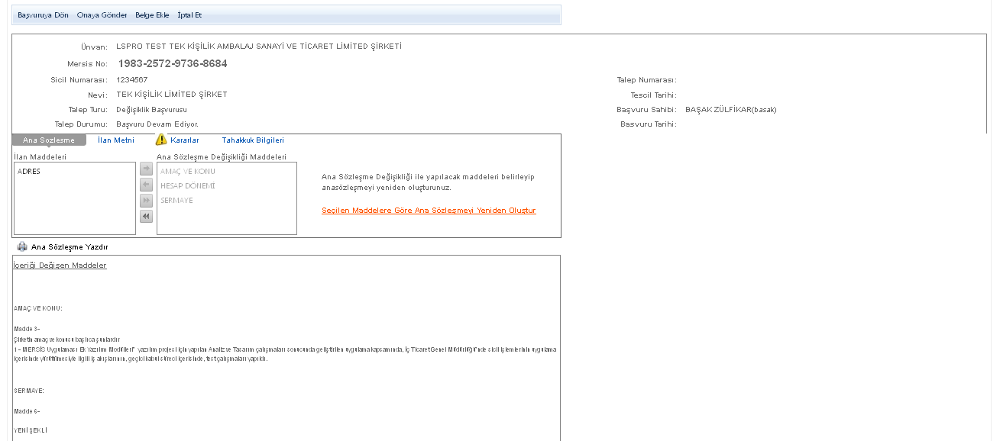 Başvuruya Dön Onaya Gönder Belge Ekle İptal Et
Ünvan: LSPRO TEST TEK KİŞİLİK AMBALAJ SANAYİ VE TİCARET LİMİTED ŞİRKETİ
Mersis No: 1983-2572-9736-8684
Sicil Numarası: 1234567
Talep Numarası:
Nevi: TEK KİŞİLİK LİMİTED ŞİRKET
Tescil Tarihi:
Talep Turu: Değişiklik Başvurusu
Başvuru Sahibi: BAŞAK ZÜLFİKAR(basak)
Talep Durumu: Başvuru Devam Ediyor.
Basvuru Tarihi:
Ana Sozlesme İlan Metni Kararlar Tahakkuk Bilgileri
İlan Maddeleri
ADRES
Ana Sözleşme Değişikliği Maddeleri
AMAÇ VE KONU
HESAP DÖNEMİ
SERMAYE
Ana Sözleşme Değişikliği ile yapılacak maddeleri belirleyip
anasözleşmeyi yeniden oluşturunuz.
Seçilen Maddelere Göre Ana Sözleşmeyi Yeniden Oluştur
Ana Sözleşme Yazdır
İçeriği Değişen Maddeler
AMAÇ VE KONU:
Madde 3-
Şirketin amaç ve konusu başlıca şunlardır
1 - MERSİS Uygulaması Ek Yazılım Modülleri" yazılım projesi için yapılan Analiz ve Tasarım çalışmaları sonucunda geliştirilen uygulama kapsamında, İç Ticaret Genel Müdürlüğü'nde sicil işlemlerinin uygulama
içerisinde yürütülmesiyle ilgili iş akışlarının, geçici kabul süreci içerisinde, test çalışmaları yapıldı.
SERMAYE:
Madde 6-
YENİ ŞEKLİ